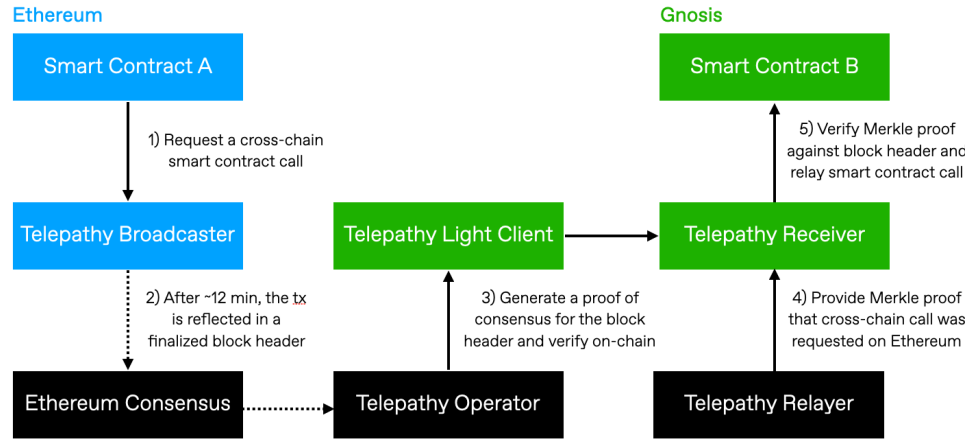 Ethereum
Gnosis
Smart Contract A
Smart Contract B
1) Request a cross-chain
smart contract call
5) Verify Merkle proof
against block header and
relay smart contract call
Telepathy Broadcaster
Telepathy Light Client
Telepathy Receiver
2) After ~12 min, the tx
is reflected in a
finalized block header
3) Generate a proof of
consensus for the block
header and verify on-chain
4) Provide Merkle proof
that cross-chain call was
requested on Ethereum
Ethereum Consensus
Telepathy Operator
Telepathy Relayer